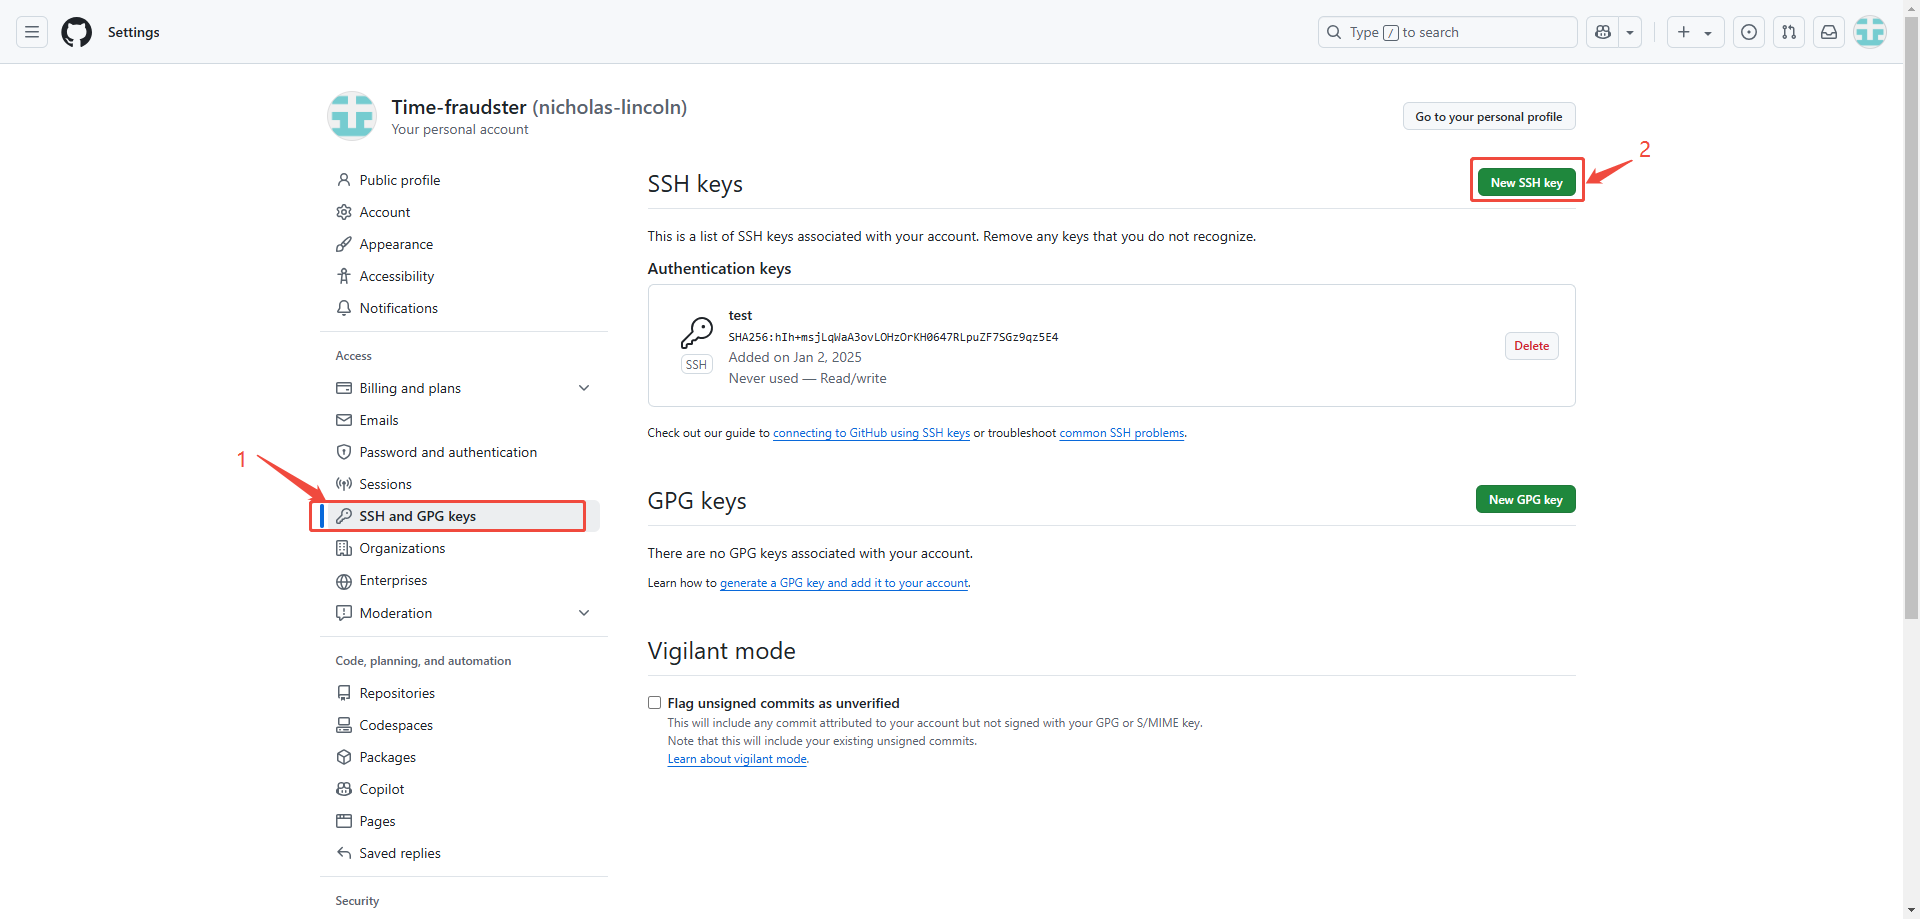 Settings
Type / to search
Time-fraudster (nicholas-lincoln)
Your personal account
Go to your personal profile
Public profile
Account
Appearance
Accessibility
Notifications
Access
Billing and plans
Emails
Password and authentication
1
Sessions
SSH and GPG keys
Organizations
Enterprises
Moderation
Code, planning, and automation
Repositories
Codespaces
Packages
Copilot
Pages
Saved replies
Security
SSH keys
New SSH key
2
This is a list of SSH keys associated with your account. Remove any keys that you do not recognize.
Authentication keys
test
SHA256:hIh+msjLqWaA3ovLOHzOrKH0647RLpuZF7SGz9qz5E4
Added on Jan 2, 2025
Never used — Read/write
SSH
Delete
Check out our guide to connecting to GitHub using SSH keys or troubleshoot common SSH problems.
GPG keys
New GPG key
There are no GPG keys associated with your account.
Learn how to generate a GPG key and add it to your account.
Vigilant mode
Flag unsigned commits as unverified
This will include any commit attributed to your account but not signed with your GPG or S/MIME key.
Note that this will include your existing unsigned commits.
Learn about vigilant mode.